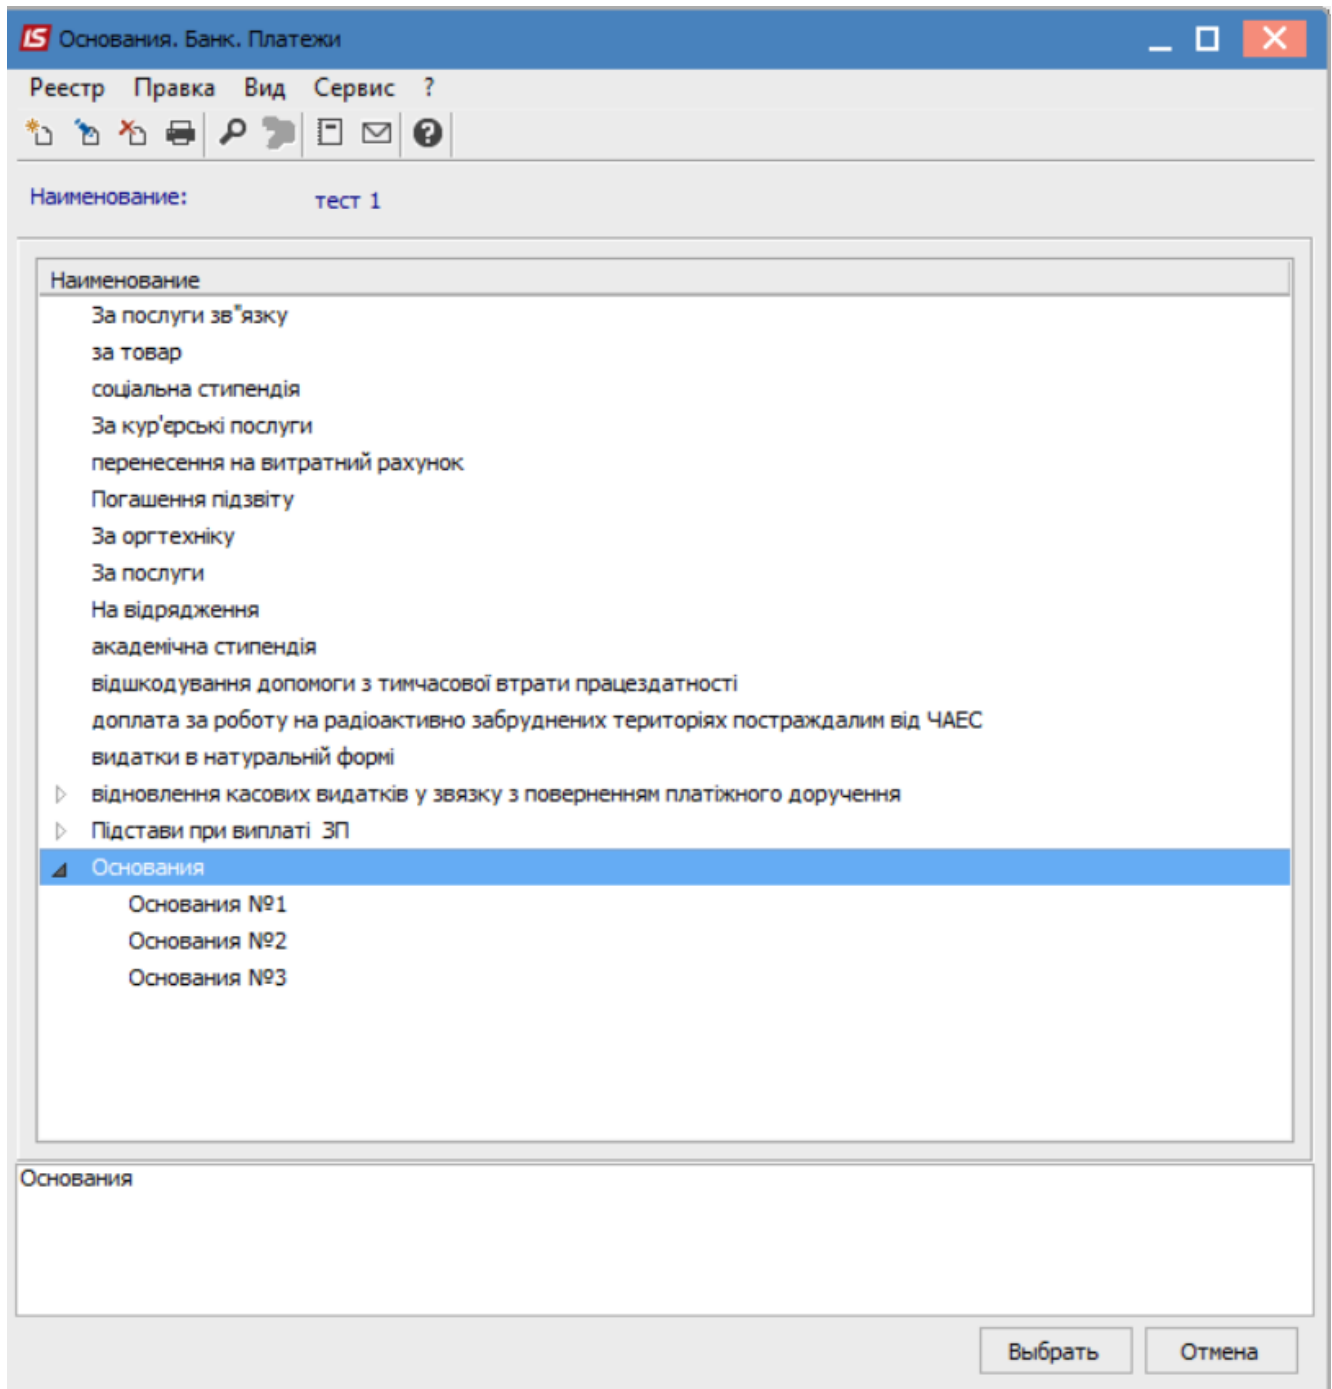 IS Основания. Банк. Платежи
Реестр Правка Вид Сервис ?
Наименование: тест 1
Наименование
За послуги зв"язку
за товар
соціальна стипендія
За кур'єрські послуги
перенесення на витратний рахунок
Погашення підзвіту
За оргтехніку
За послуги
На відрядження
академічна стипендія
відшкодування допомоги з тимчасової втрати працездатності
доплата за роботу на радіоактивно забруднених територіях постраждалим від ЧАЕС
видатки в натуральній формі
відновлення касових видатків у звязку з поверненням платіжного доручення
Підстави при виплаті ЗП
Основания
Основания №1
Основания №2
Основания №3
Основания
Выбрать Отмена